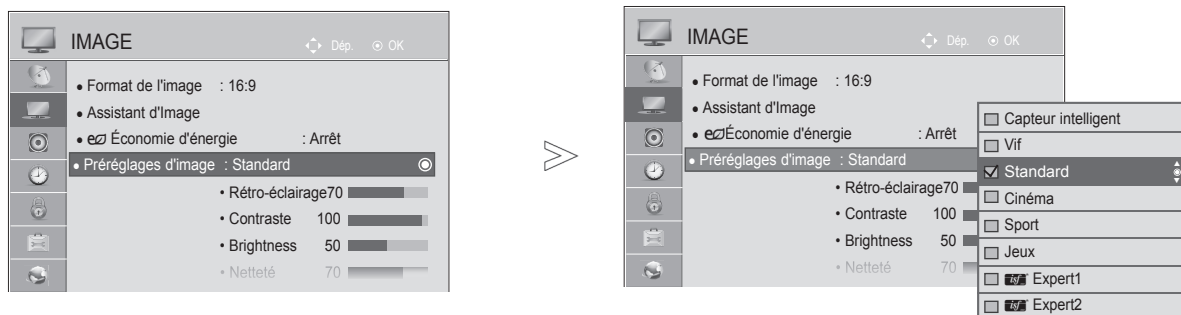 IMAGE Dép. OK
• Format de l'image : 16:9
• Assistant d'Image
• Économie d'énergie : Arrêt
• Préréglages d'image : Standard
• Rétro-éclairage70
• Contraste 100
• Brightness 50
• Netteté 70
>>
IMAGE Dép. OK
• Format de l'image : 16:9
• Assistant d'Image
• Économie d'énergie : Arrêt
• Préréglages d'image : Standard
• Rétro-éclairage70
• Contraste 100
• Brightness 50
• Netteté 70
Capteur intelligent
Vif
Standard
Cinéma
Sport
Jeux
isf Expert1
isf Expert2